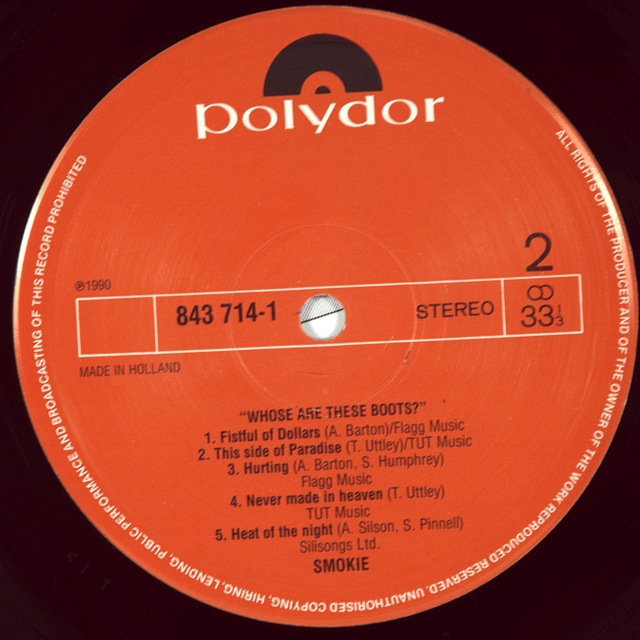 polydor
2
℗1990
843 714-1
STEREO
33⅓
MADE IN HOLLAND
"WHOSE ARE THESE BOOTS?"
1. Fistful of Dollars (A. Barton)/Flagg Music
2. This side of Paradise (T. Uttley)/TUT Music
3. Hurting (A. Barton, S. Humphrey)
Flagg Music
4. Never made in heaven (T. Uttley)
TUT Music
5. Heat of the night (A. Silson, S. Pinnell)
Silisongs Ltd.
SMOKIE
ALL RIGHTS OF THE PRODUCER AND OF THE OWNER OF THE WORK REPRODUCED RESERVED. UNAUTHORISED COPYING, HIRING, LENDING, PUBLIC PERFORMANCE AND BROADCASTING OF THIS RECORD PROHIBITED